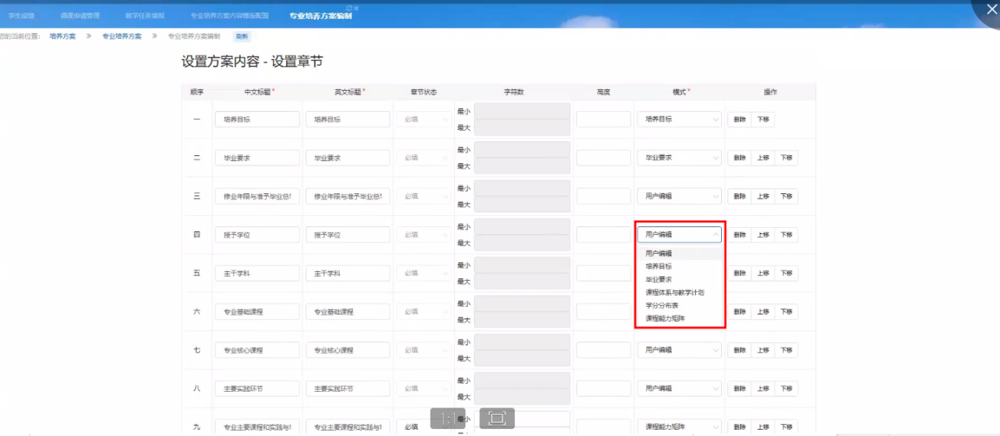 学生成绩 调课申请管理 教学任务填报 专业培养方案内容模板配置 专业培养方案编制
您的当前位置: 培养方案 » 专业培养方案 » 专业培养方案编制 刷新
设置方案内容 - 设置章节
顺序 中文标题* 英文标题* 章节状态 字符数 高度 模式* 操作
一 培养目标 培养目标 必填 最小 最大 培养目标 删除 下移
二 毕业要求 毕业要求 必填 最小 最大 毕业要求 删除 上移 下移
三 修业年限与准予毕业总 修业年限与准予毕业总 必填 最小 最大 用户编辑 删除 上移 下移
四 授予学位 授予学位 必填 最小 最大 用户编辑 删除 上移 下移
用户编辑
培养目标
毕业要求
课程体系与教学计划
学分分布表
课程能力矩阵
五 主干学科 主干学科 必填 最小 最大 删除 上移 下移
六 专业基础课程 专业基础课程 必填 最小 最大 删除 上移 下移
七 专业核心课程 专业核心课程 必填 最小 最大 用户编辑 删除 上移 下移
八 主要实践环节 主要实践环节 必填 最小 最大 用户编辑 删除 上移 下移
九 专业主要课程和实践与 专业主要课程和实践与 必填 最小 课程能力矩阵 删除 上移 下移
1:1